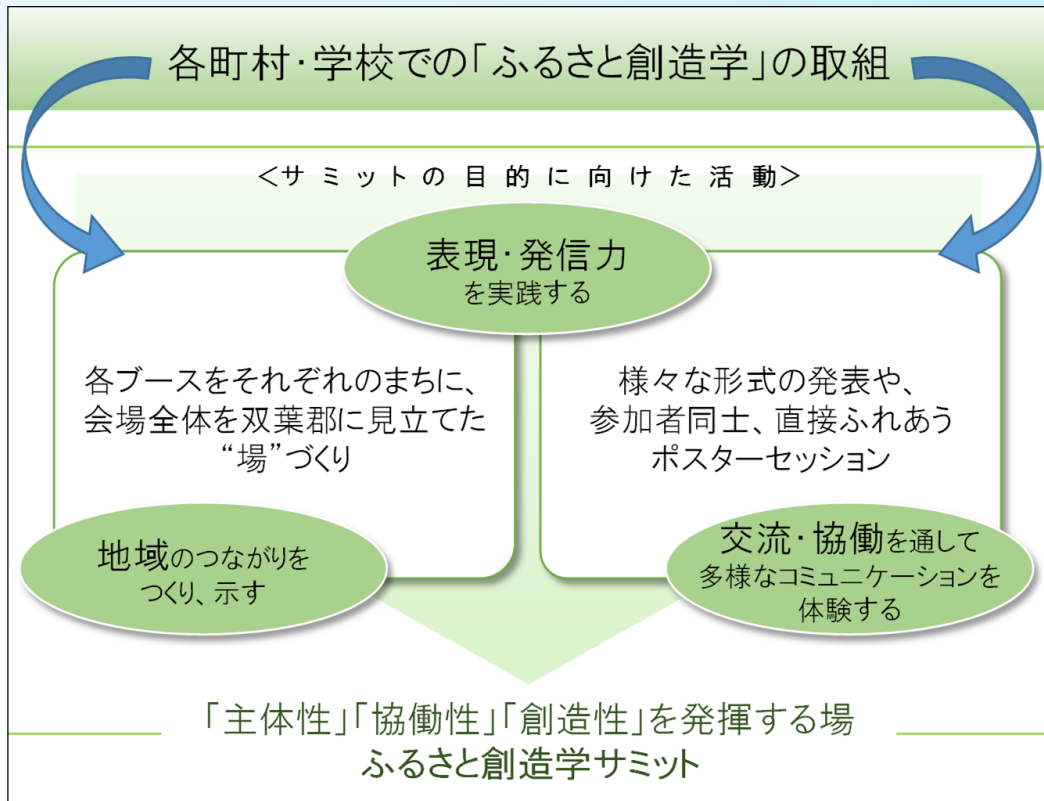 各町村・学校での「ふるさと創造学」の取組
<サミットの目的に向けた活動>
表現・発信力
を実践する
各ブースをそれぞれのまちに、
会場全体を双葉郡に見立てた
“場”づくり
様々な形式の発表や、
参加者同士、直接ふれあう
ポスターセッション
地域のつながりを
つくり、示す
交流・協働を通して
多様なコミュニケーションを
体験する
「主体性」「協働性」「創造性」を発揮する場
ふるさと創造学サミット